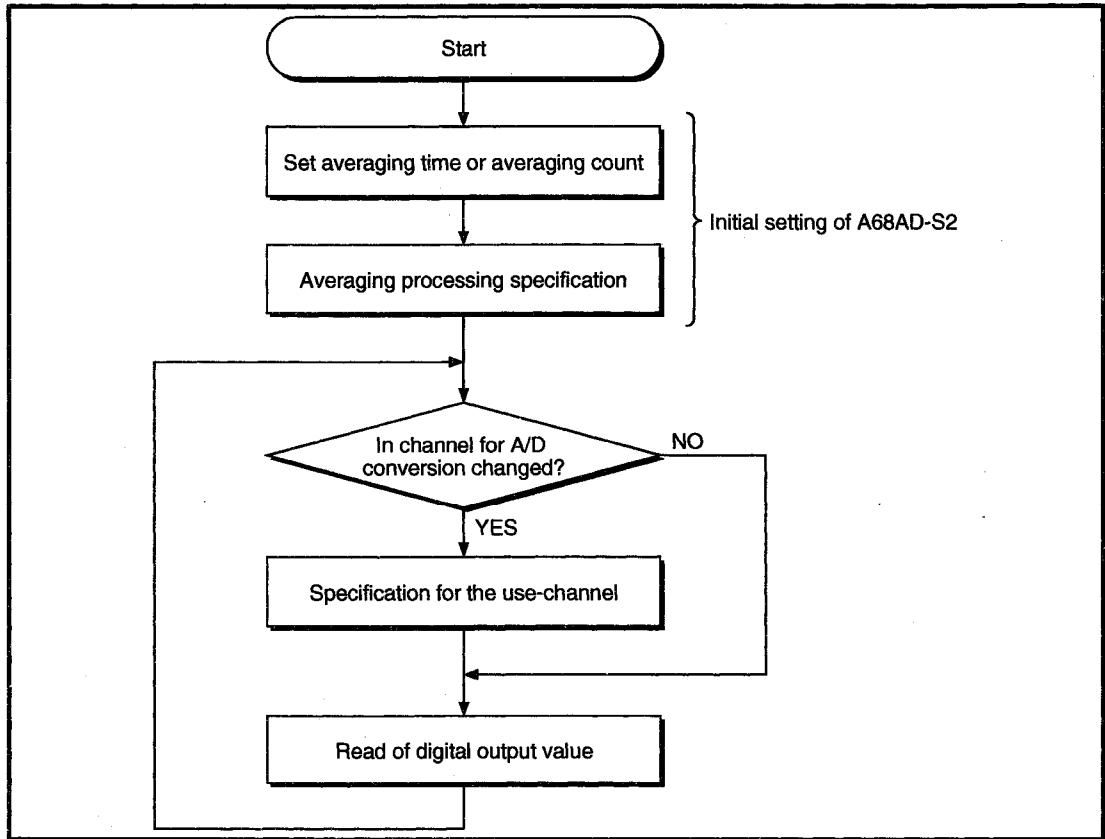 Start
Set averaging time or averaging count
Initial setting of A68AD-S2
Averaging processing specification
In channel for A/D
conversion changed?
NO
YES
Specification for the use-channel
Read of digital output value